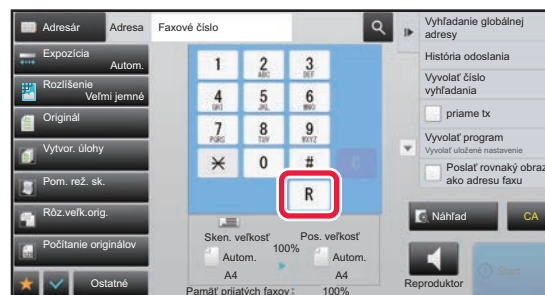 Adresár
Adresa
Faxové číslo
Expozícia
Autom.
Rozlíšenie
Veľmi jemné
Originál
Vytvor. úlohy
Pom. rež. sk.
Rôz.veľk.orig.
Počítanie originálov
Ostatné
1
2
ABC
3
DEF
4
GHI
5
JKL
6
MNO
7
PQRS
8
TUV
9
WXYZ
0
#
C
R
Sken. veľkosť
100%
Pos. veľkosť
Autom.
A4
Autom.
A4
Pamäť prijatých faxov:
100%
Vyhľadanie globálnej
adresy
História odoslania
Vyvolať číslo
vyhľadania
priame tx
Vyvolať program
Vyvolať uložené nastavenie
Poslať rovnaký obraz
ako adresu faxu
Náhľad
CA
Reproduktor
Start